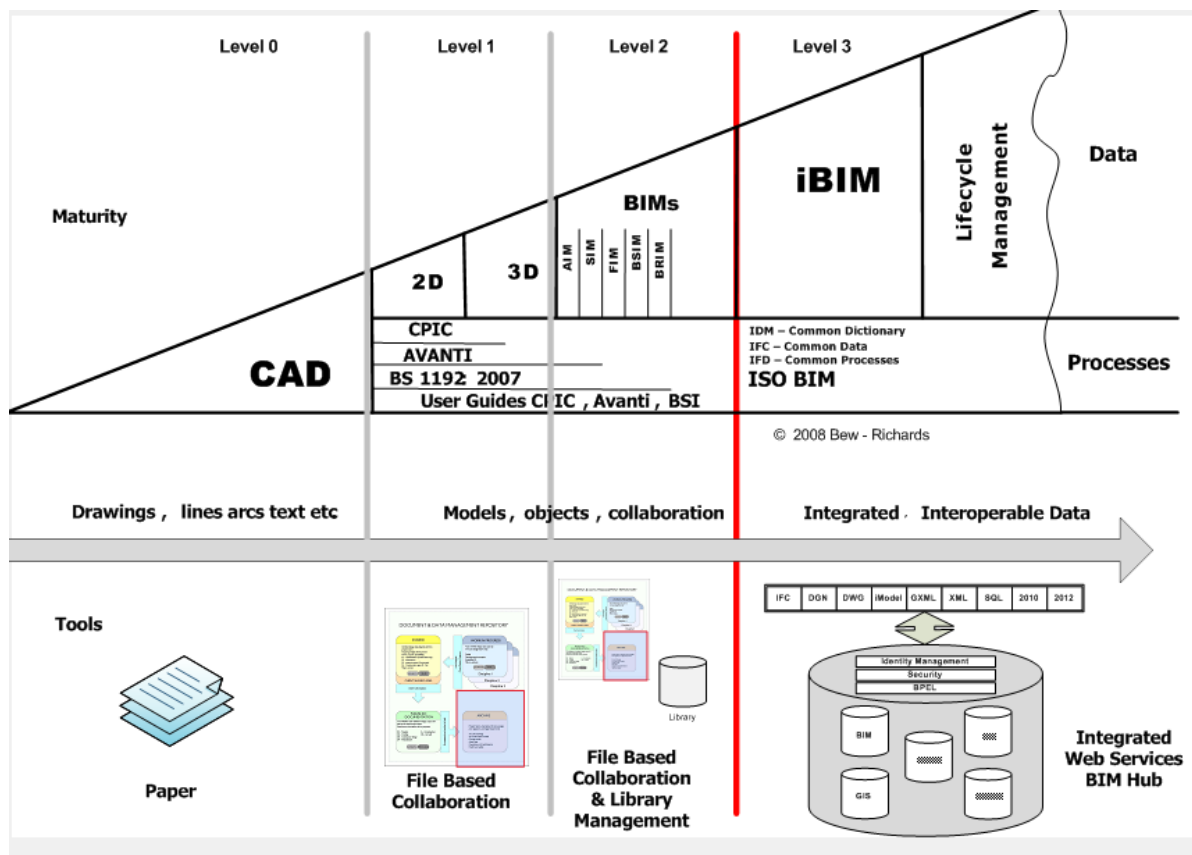 Level 0
Level 1
Level 2
Level 3
Maturity
CAD
2D
3D
BIMs
AIM
SIM
FIM
BSIM
BRIM
iBIM
Lifecycle
Management
Data
CPIC
AVANTI
BS 1192: 2007
User Guides CPIC , Avanti , BSI
IDM – Common Dictionary
IFC – Common Data
IFD – Common Processes
ISO BIM
Processes
© 2008 Bew - Richards
Drawings , lines arcs text etc
Models , objects , collaboration
Integrated , Interoperable Data
Tools
Paper
DOCUMENT & DATA MANAGEMENT REPOSITORY
File Based
Collaboration
Library
File Based
Collaboration
& Library
Management
IFC DGN DWG iModel GXML XML SQL 2010 2012
Identity Management
Security
BPEL
BIM
GIS
Integrated
Web Services
BIM Hub